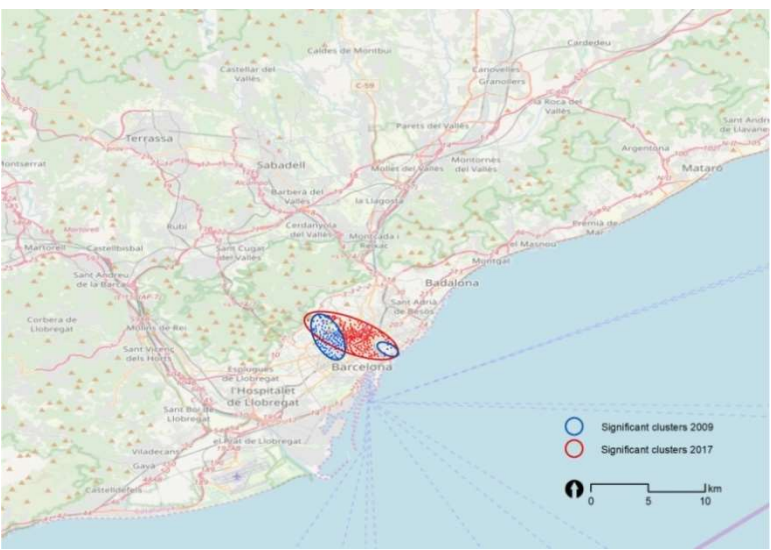 Cardedeu
Caldes de Montbui
Castellar del
Vallès
Canovelles
Granollers
C-59
la Roca del
Vallès
Sant Andre
de Llavane
Parets del Vallès
Terrassa
Argentona
Sabadell
Montornès
del Vallès
Mollet del Vallès
Mataró
Montserrat
Barberà del
Vallès
la Llagosta
Rubí
Cerdanyola
del Vallès
Montcada i
Reixac
Premià de
Mar
el Masnou
Martorell
Martorell
Castellbisbal
Sant Cugat
del Vallès
Montgat
Sant Andreu
de la Barca
Badalona
Sant Adrià
de Besòs
Corbera de
Llobregat
Molins de Rei
Sant Vicenç
dels Horts
Barcelona
Esplugues
de Llobregat
l'Hospitalet
de Llobregat
Sant Boi de
Llobregat
el Prat de Llobregat
Significant clusters 2009
Viladecans
Significant clusters 2017
Gavà
Castelldefels
km
0 5 10